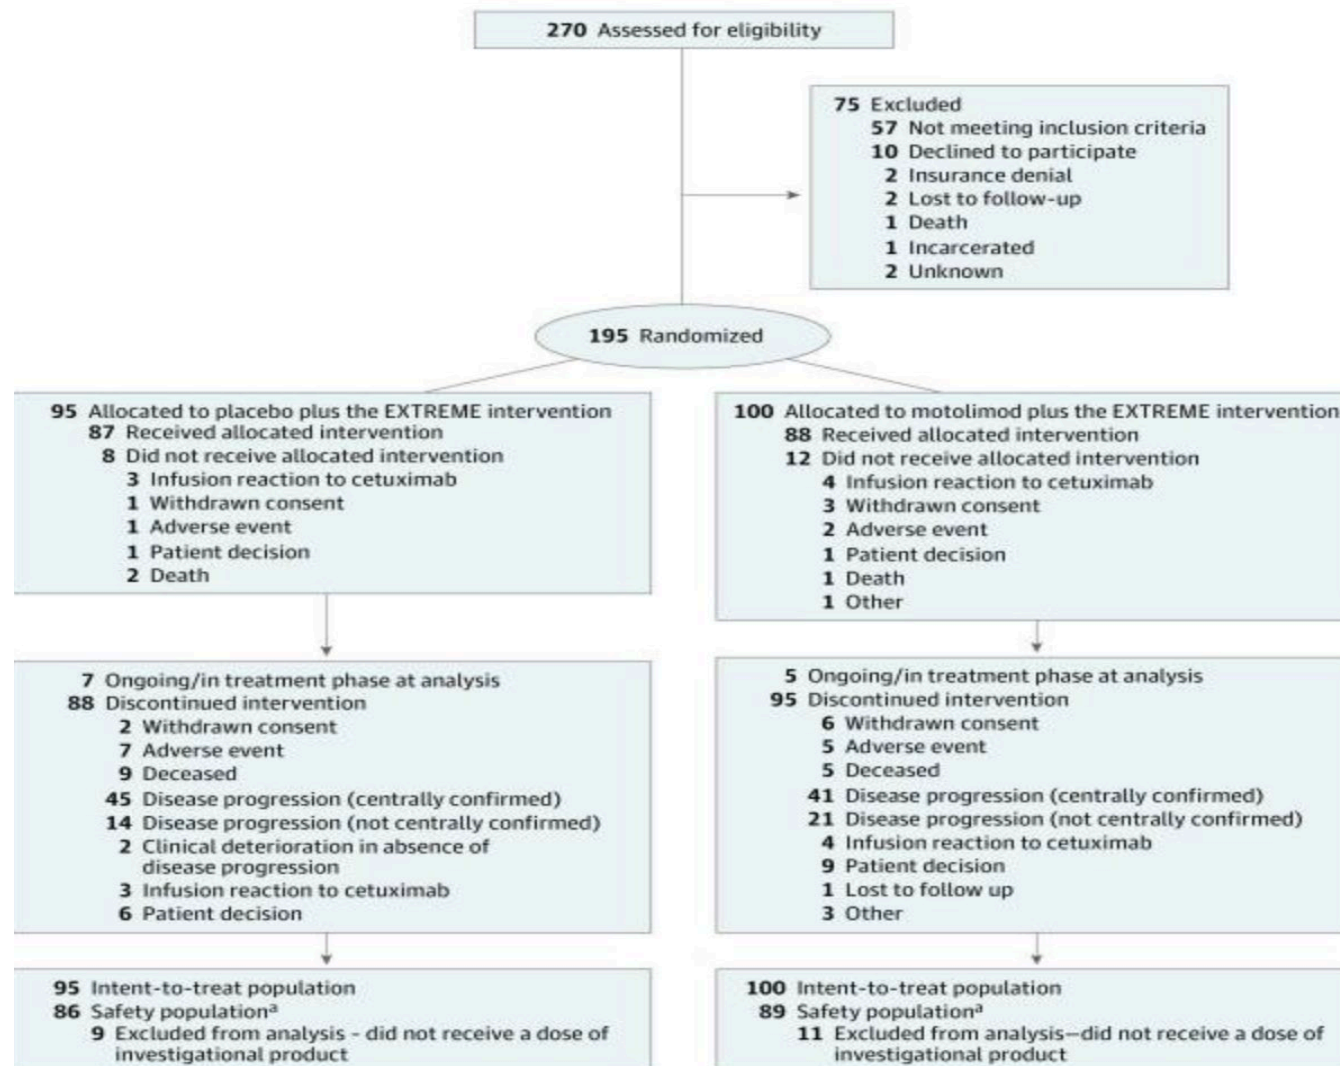 270 Assessed for eligibility
75 Excluded
57 Not meeting inclusion criteria
10 Declined to participate
2 Insurance denial
2 Lost to follow-up
1 Death
1 Incarcerated
2 Unknown
195 Randomized
95 Allocated to placebo plus the EXTREME intervention
87 Received allocated intervention
8 Did not receive allocated intervention
3 Infusion reaction to cetuximab
1 Withdrawn consent
1 Adverse event
1 Patient decision
2 Death
100 Allocated to motolimod plus the EXTREME intervention
88 Received allocated intervention
12 Did not receive allocated intervention
4 Infusion reaction to cetuximab
3 Withdrawn consent
2 Adverse event
1 Patient decision
1 Death
1 Other
7 Ongoing/in treatment phase at analysis
88 Discontinued intervention
2 Withdrawn consent
7 Adverse event
9 Deceased
45 Disease progression (centrally confirmed)
14 Disease progression (not centrally confirmed)
2 Clinical deterioration in absence of
disease progression
3 Infusion reaction to cetuximab
6 Patient decision
5 Ongoing/in treatment phase at analysis
95 Discontinued intervention
6 Withdrawn consent
5 Adverse event
5 Deceased
41 Disease progression (centrally confirmed)
21 Disease progression (not centrally confirmed)
4 Infusion reaction to cetuximab
9 Patient decision
1 Lost to follow up
3 Other
95 Intent-to-treat population
86 Safety populationᵃ
9 Excluded from analysis - did not receive a dose of
investigational product
100 Intent-to-treat population
89 Safety populationᵃ
11 Excluded from analysis—did not receive a dose of
investigational product